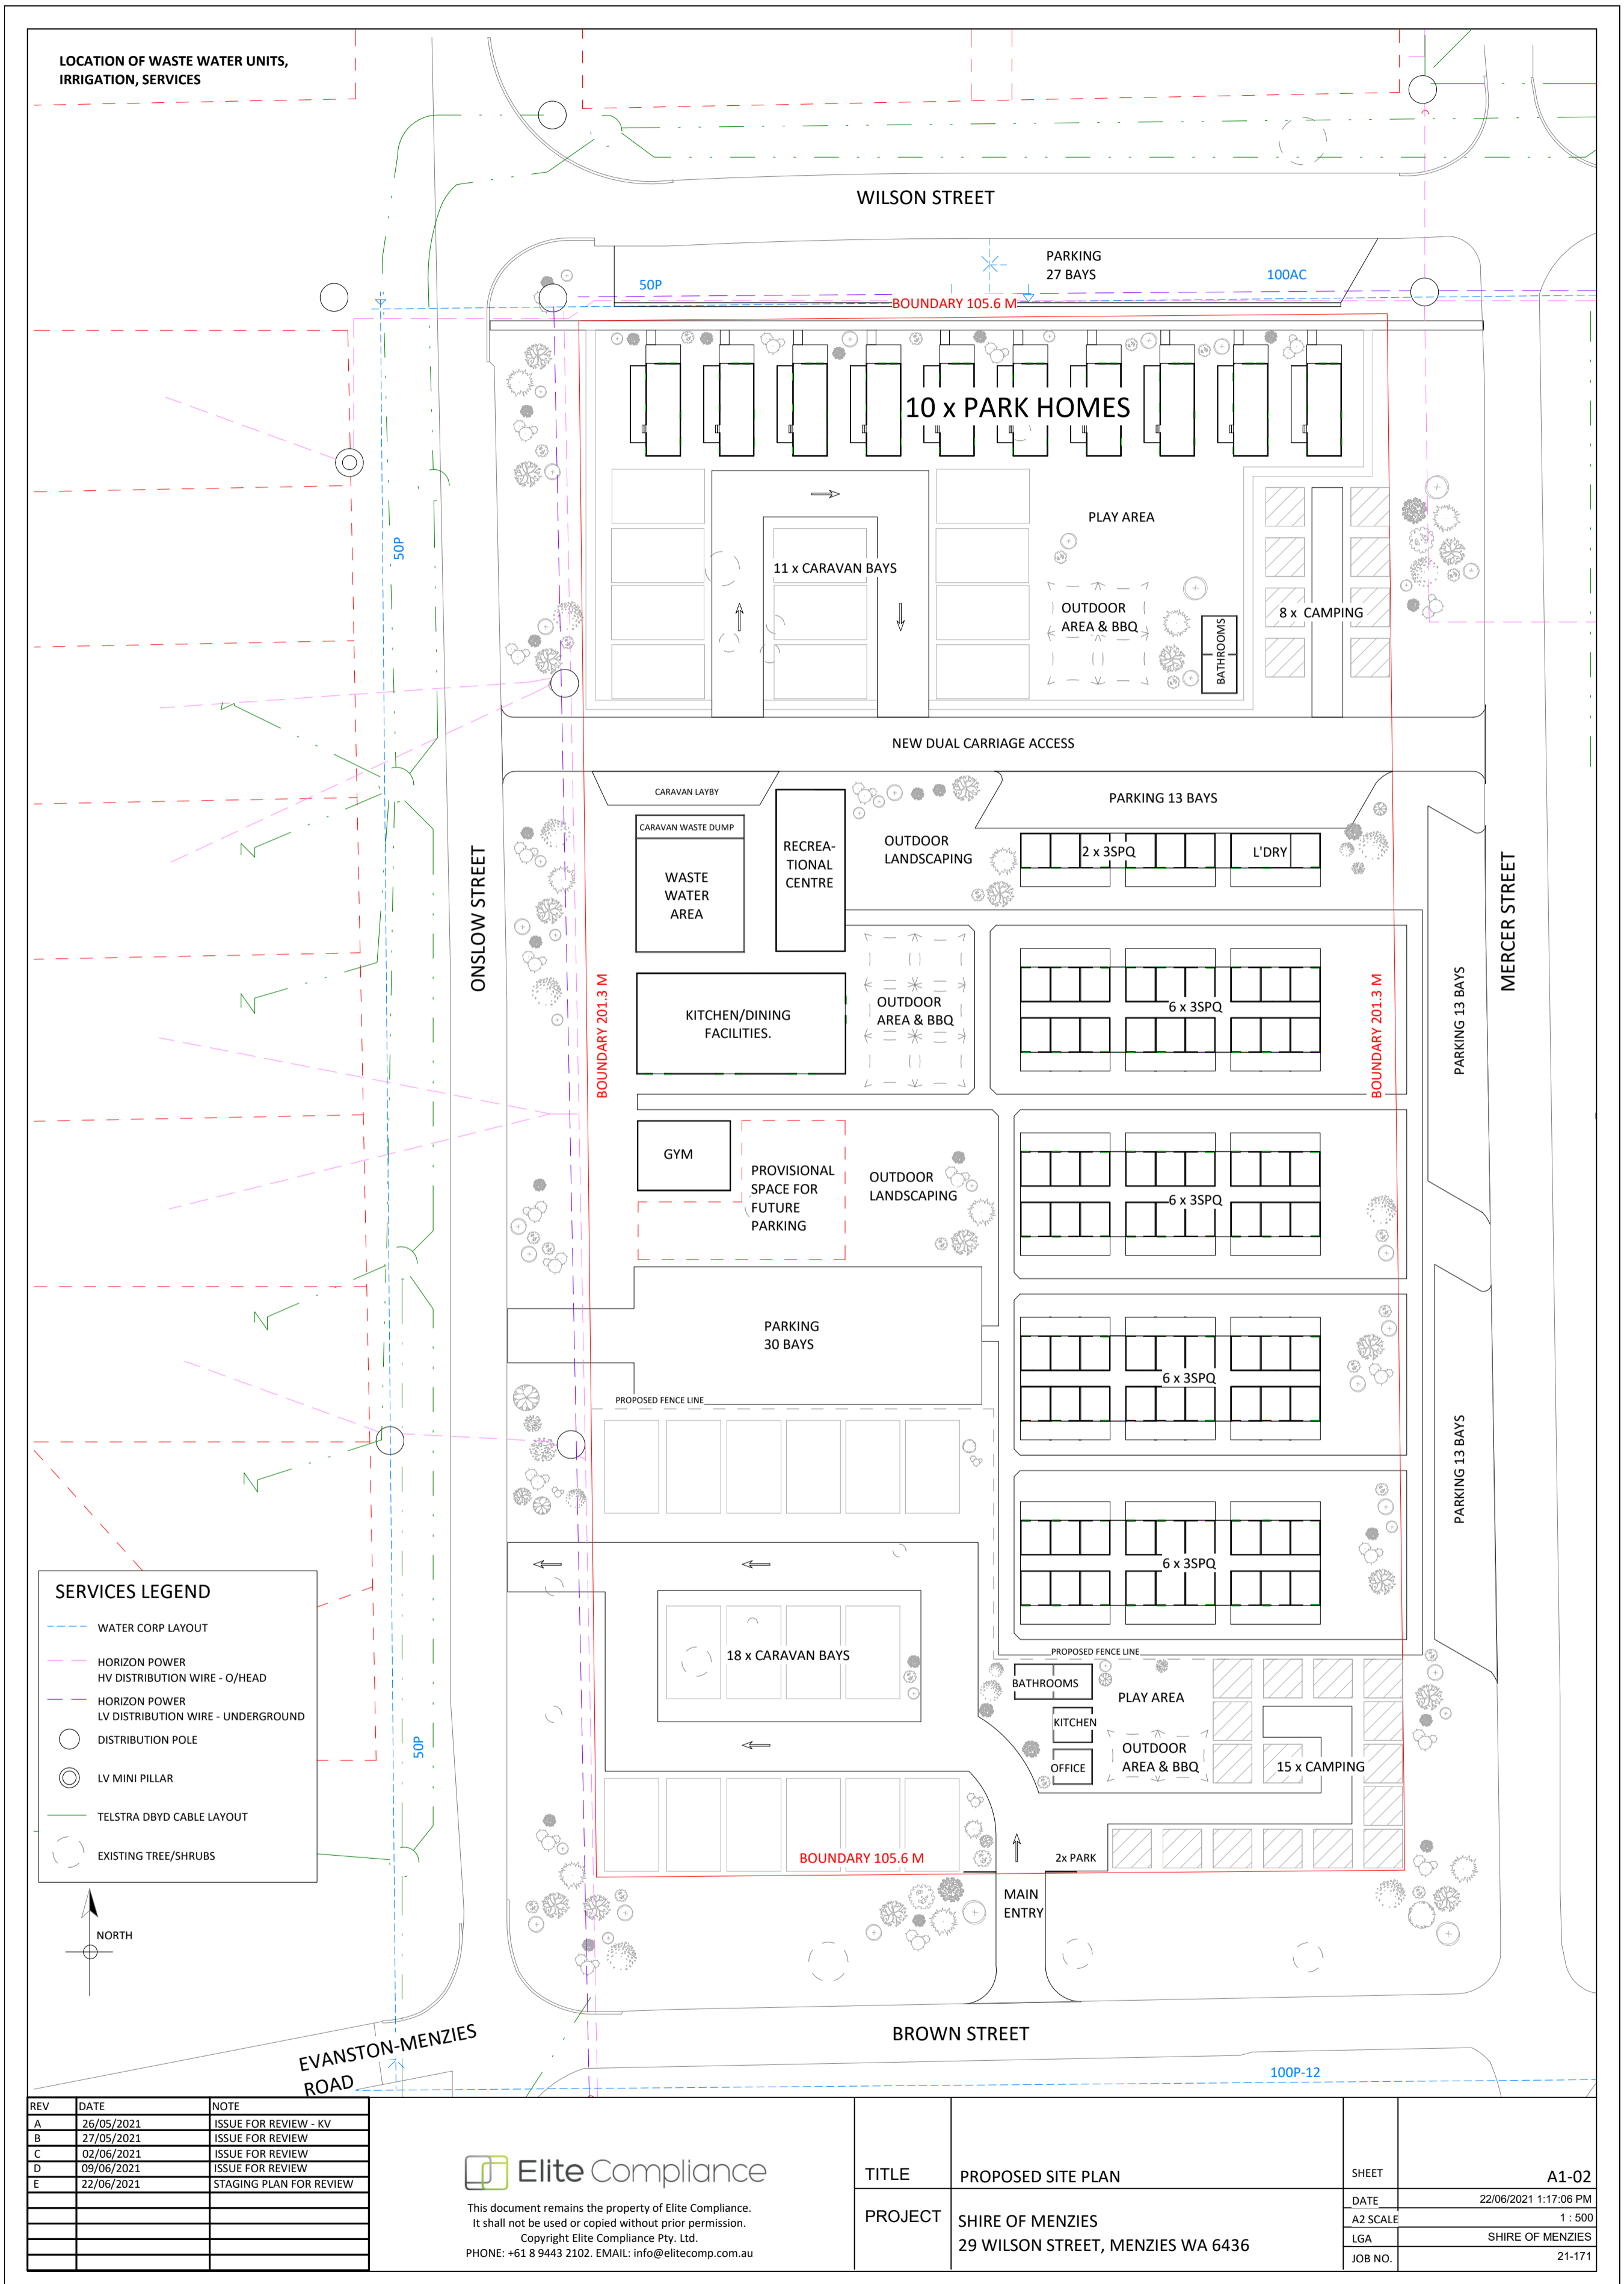 LOCATION OF WASTE WATER UNITS,
IRRIGATION, SERVICES
WILSON STREET
PARKING
27 BAYS
50P
100AC
BOUNDARY 105.6 M
10 x PARK HOMES
50P
11 x CARAVAN BAYS
PLAY AREA
OUTDOOR
AREA & BBQ
BATHROOMS
8 x CAMPING
NEW DUAL CARRIAGE ACCESS
CARAVAN LAYBY
PARKING 13 BAYS
CARAVAN WASTE DUMP
WASTE
WATER
AREA
RECREA-
TIONAL
CENTRE
OUTDOOR
LANDSCAPING
2 x 3SPQ
L'DRY
ONSLOW STREET
MERCER STREET
BOUNDARY 201.3 M
KITCHEN/DINING
FACILITIES.
OUTDOOR
AREA & BBQ
6 x 3SPQ
BOUNDARY 201.3 M
PARKING 13 BAYS
GYM
PROVISIONAL
SPACE FOR
FUTURE
PARKING
OUTDOOR
LANDSCAPING
6 x 3SPQ
PARKING
30 BAYS
6 x 3SPQ
PROPOSED FENCE LINE
PARKING 13 BAYS
6 x 3SPQ
18 x CARAVAN BAYS
PROPOSED FENCE LINE
BATHROOMS
PLAY AREA
KITCHEN
OFFICE
OUTDOOR
AREA & BBQ
15 x CAMPING
50P
BOUNDARY 105.6 M
2x PARK
MAIN
ENTRY
SERVICES LEGEND
WATER CORP LAYOUT
HORIZON POWER
HV DISTRIBUTION WIRE - O/HEAD
HORIZON POWER
LV DISTRIBUTION WIRE - UNDERGROUND
DISTRIBUTION POLE
LV MINI PILLAR
TELSTRA DBYD CABLE LAYOUT
EXISTING TREE/SHRUBS
NORTH
EVANSTON-MENZIES
ROAD
BROWN STREET
100P-12
REV DATE NOTE
A 26/05/2021 ISSUE FOR REVIEW - KV
B 27/05/2021 ISSUE FOR REVIEW
C 02/06/2021 ISSUE FOR REVIEW
D 09/06/2021 ISSUE FOR REVIEW
E 22/06/2021 STAGING PLAN FOR REVIEW
Elite Compliance
This document remains the property of Elite Compliance.
It shall not be used or copied without prior permission.
Copyright Elite Compliance Pty. Ltd.
PHONE: +61 8 9443 2102. EMAIL: info@elitecomp.com.au
TITLE PROPOSED SITE PLAN
PROJECT SHIRE OF MENZIES
29 WILSON STREET, MENZIES WA 6436
SHEET A1-02
DATE 22/06/2021 1:17:06 PM
A2 SCALE 1 : 500
LGA SHIRE OF MENZIES
JOB NO. 21-171